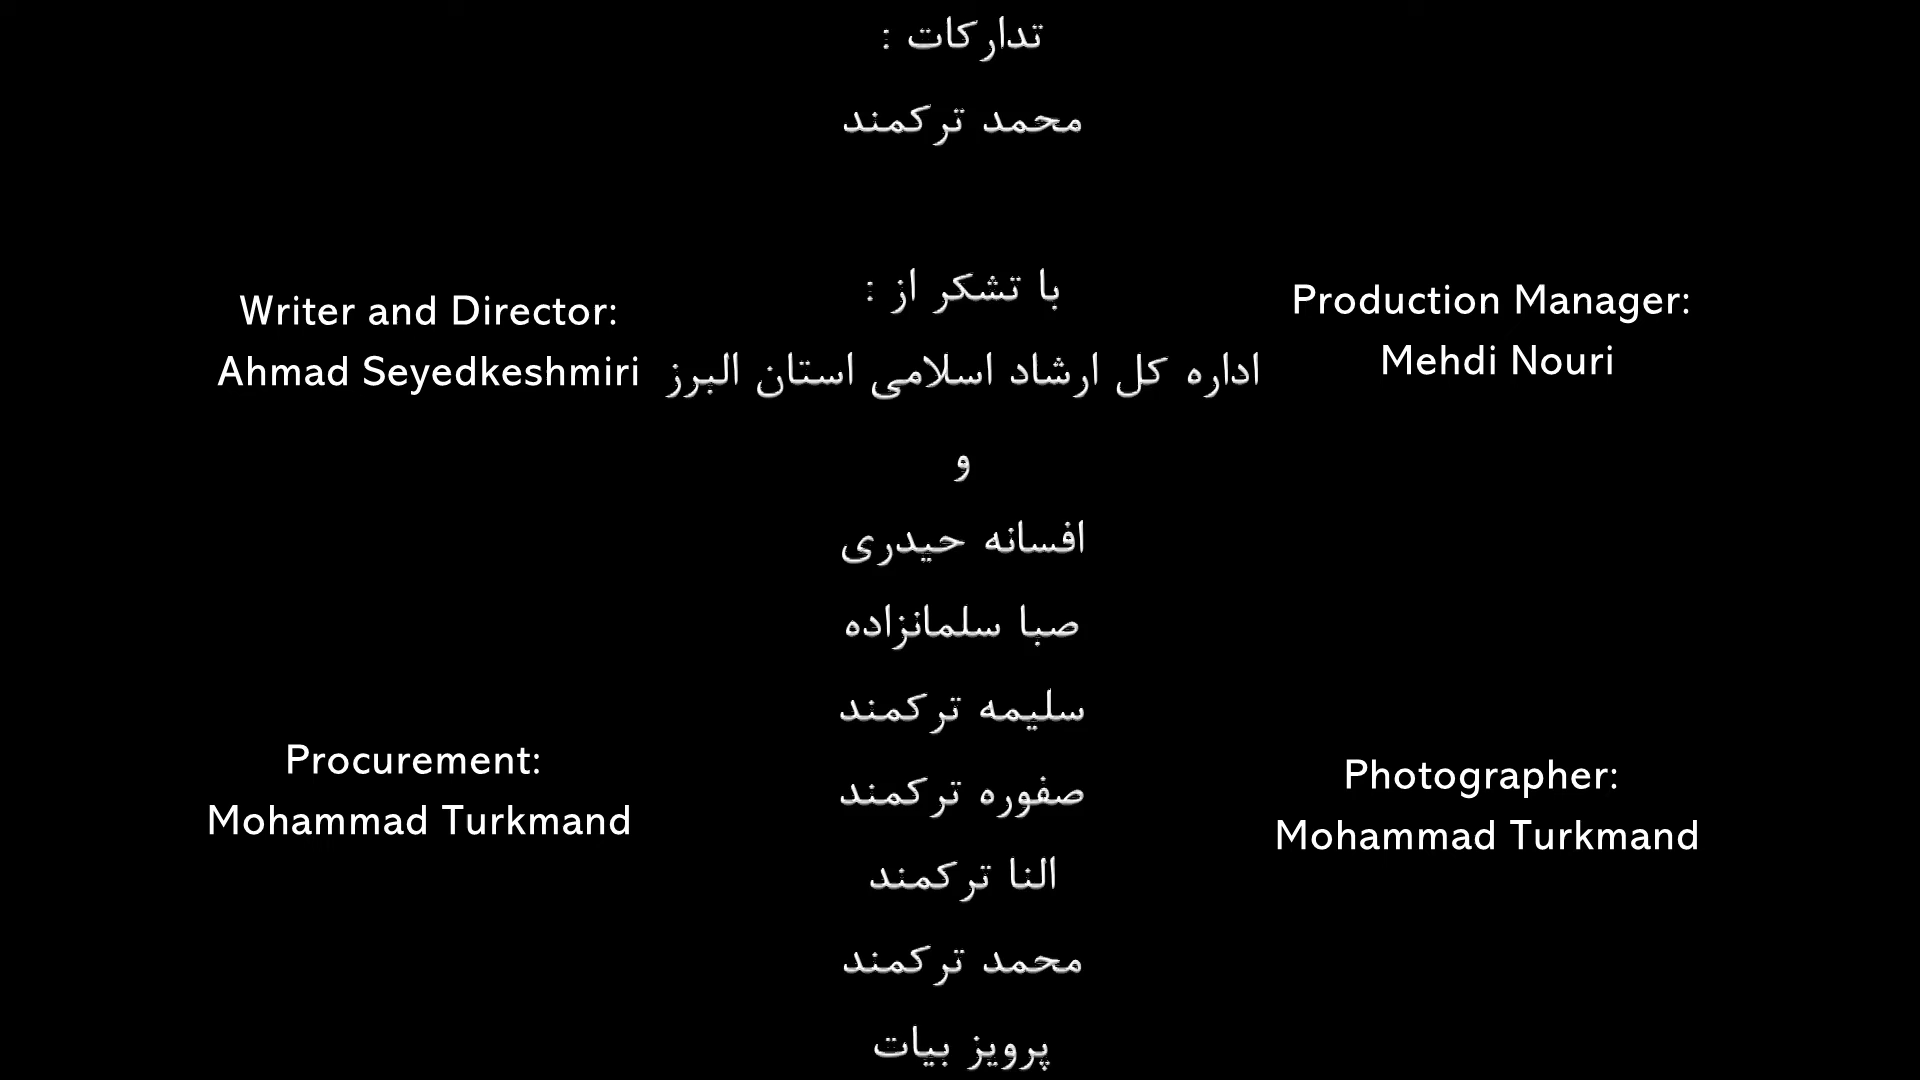 تدارکات :
محمد ترکمند
با تشکر از :
اداره کل ارشاد اسلامی استان البرز
و
افسانه حیدری
صبا سلمانزاده
سلیمه ترکمند
صفوره ترکمند
النا ترکمند
محمد ترکمند
پرویز بیات
Writer and Director:
Ahmad Seyedkeshmiri
Production Manager:
Mehdi Nouri
Procurement:
Mohammad Turkmand
Photographer:
Mohammad Turkmand